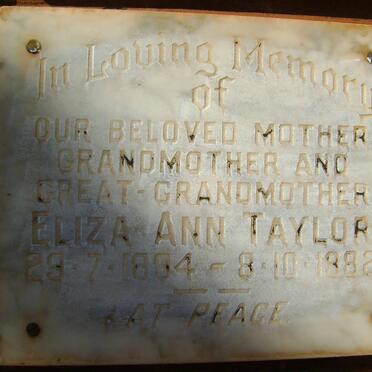 In Loving Memory
of
OUR BELOVED MOTHER
GRANDMOTHER AND
GREAT-GRANDMOTHER
ELIZA ANN TAYLOR
29·7·1894 - 8·10·1992
AT PEACE